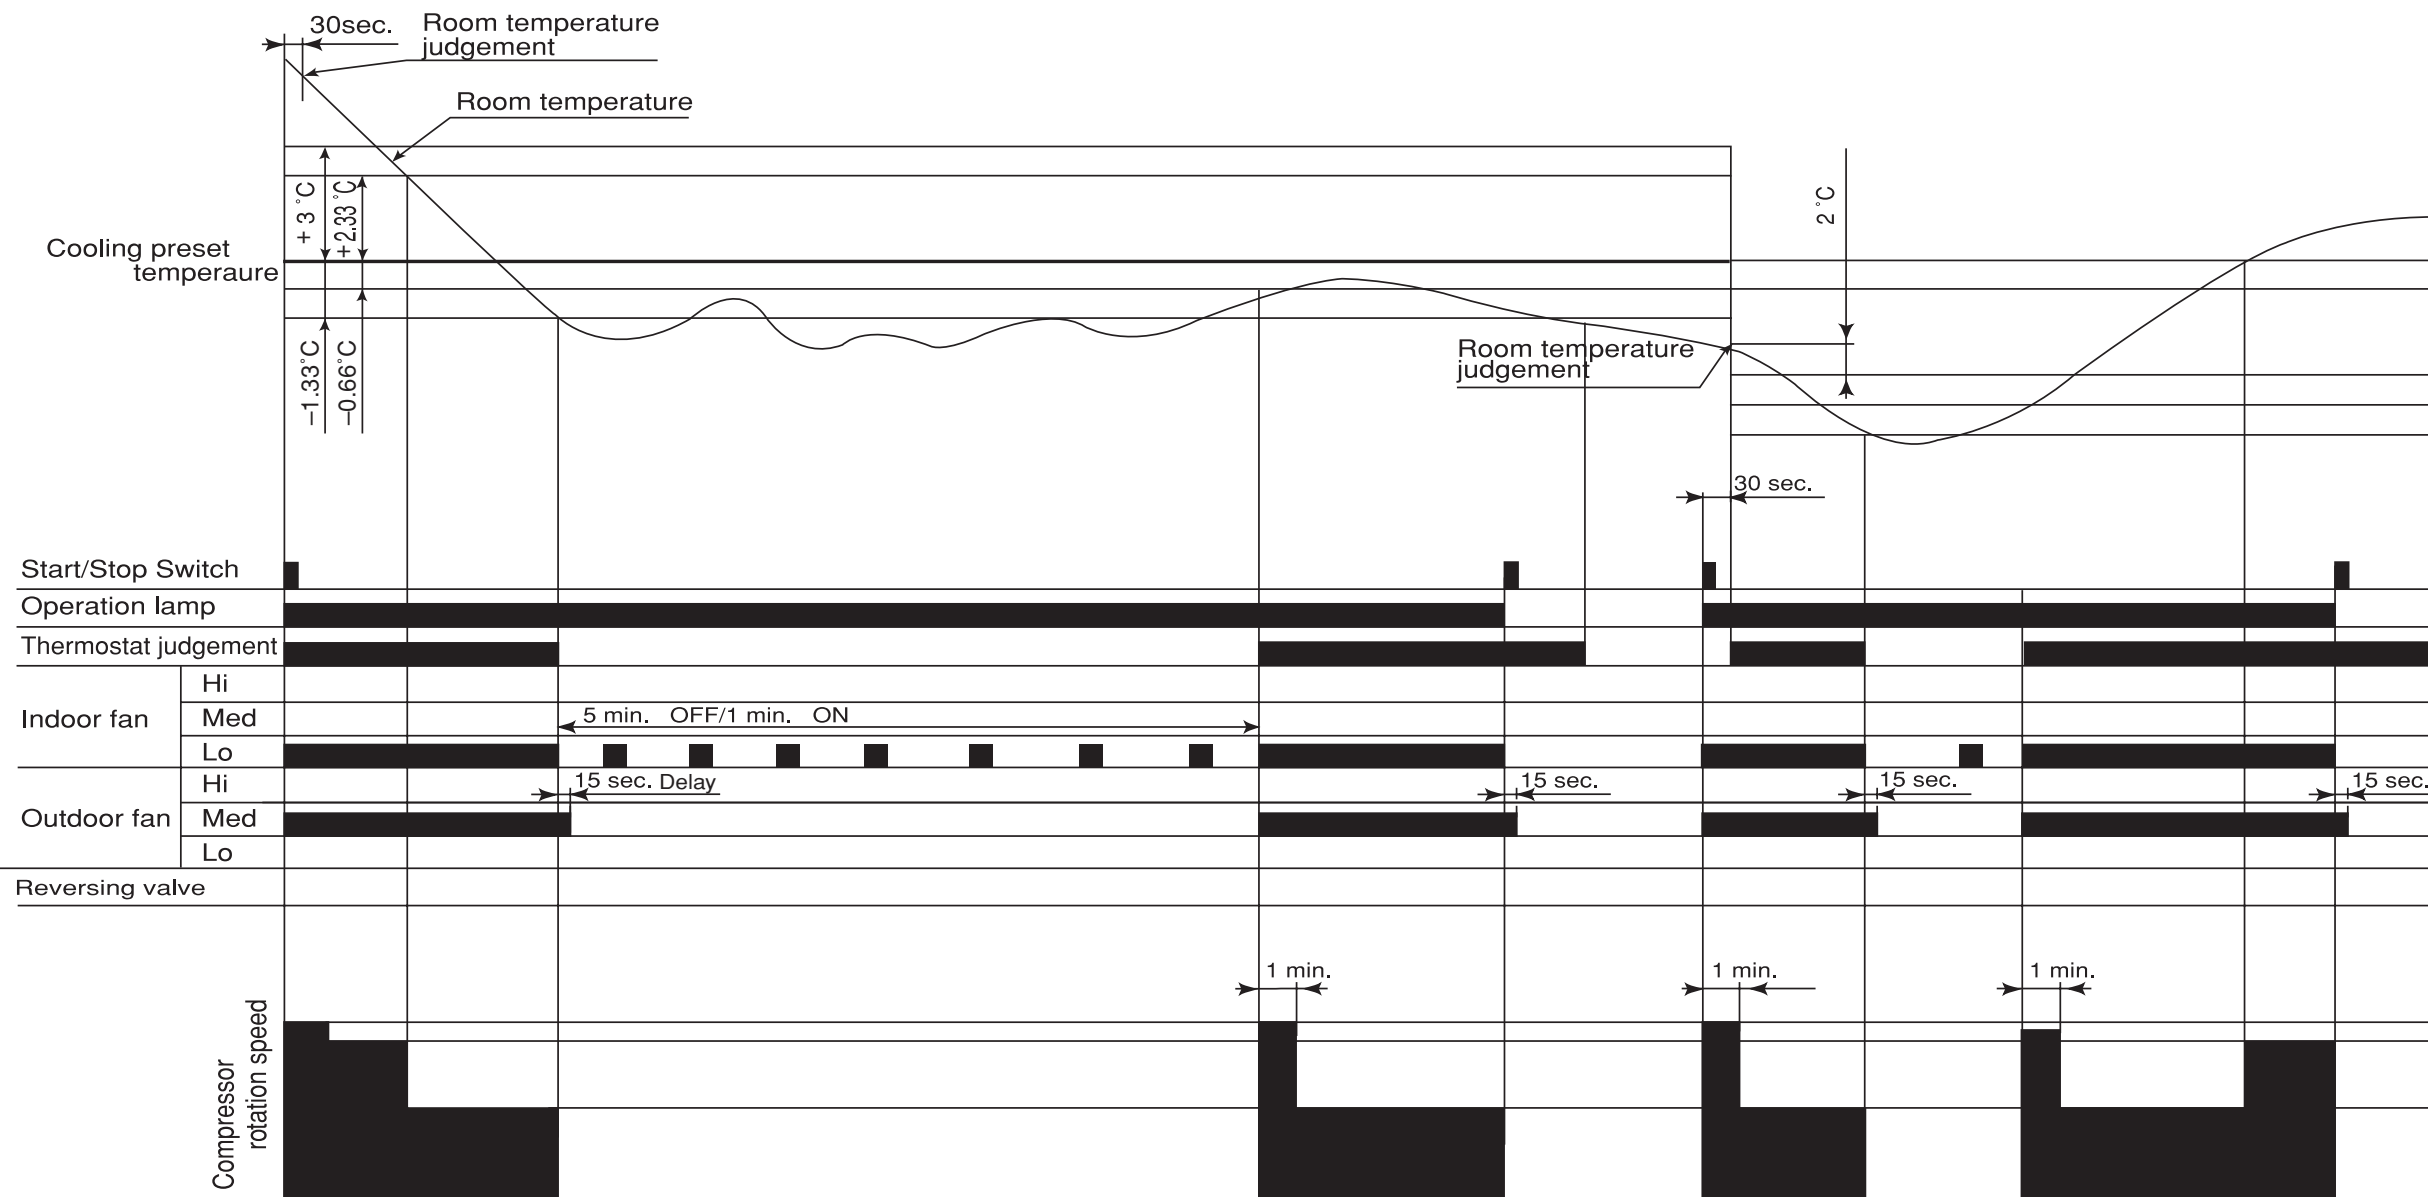 30sec.
Room temperature
judgement
Room temperature
+ 3 ˚C
+2.33 ˚C
2 ˚C
Cooling preset
temperaure
−1.33˚C
−0.66˚C
Room temperature
judgement
30 sec.
Start/Stop Switch
Operation lamp
Thermostat judgement
Indoor fan
Hi
Med
5 min. OFF/1 min. ON
Lo
Outdoor fan
Hi
15 sec. Delay
15 sec.
15 sec.
15 sec.
Med
Lo
Reversing valve
1 min.
1 min.
1 min.
Compressor
rotation speed